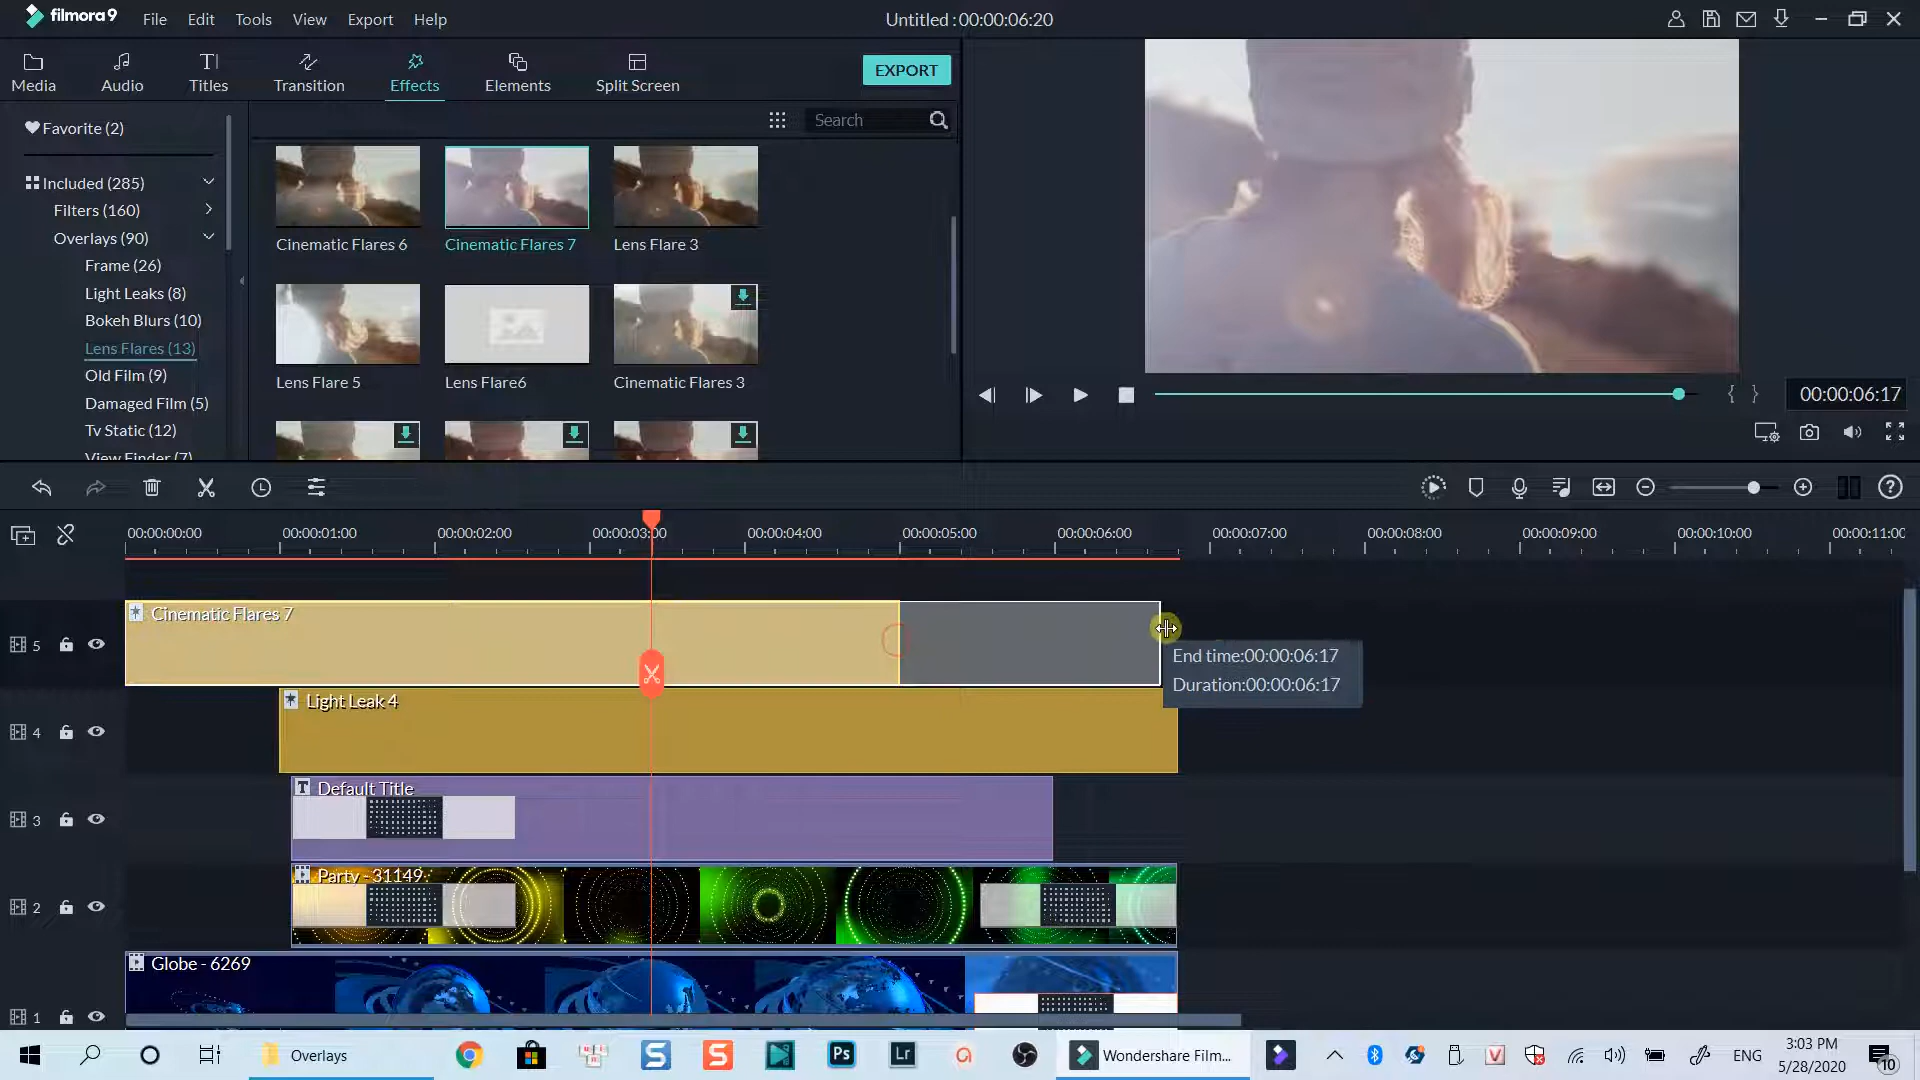 filmora9 File Edit Tools View Export Help Untitled : 00:00:06:20
Media Audio Titles Transition Effects Elements Split Screen EXPORT
Favorite (2)
Search
Included (285)
Filters (160)
Overlays (90)
Frame (26)
Light Leaks (8)
Bokeh Blurs (10)
Lens Flares (13)
Old Film (9)
Damaged Film (5)
Tv Static (12)
View Finder (7)
Cinematic Flares 6 Cinematic Flares 7 Lens Flare 3
Lens Flare 5 Lens Flare6 Cinematic Flares 3
00:00:06:17
00:00:00:00 00:00:01:00 00:00:02:00 00:00:03:00 00:00:04:00 00:00:05:00 00:00:06:00 00:00:07:00 00:00:08:00 00:00:09:00 00:00:10:00 00:00:11:00
5 Cinematic Flares 7
End time:00:00:06:17
Duration:00:00:06:17
4 Light Leak 4
3 Default Title
2 Party - 31149
1 Globe - 6269
Overlays Ps Lr Wondershare Film... ENG 3:03 PM
5/28/2020 10